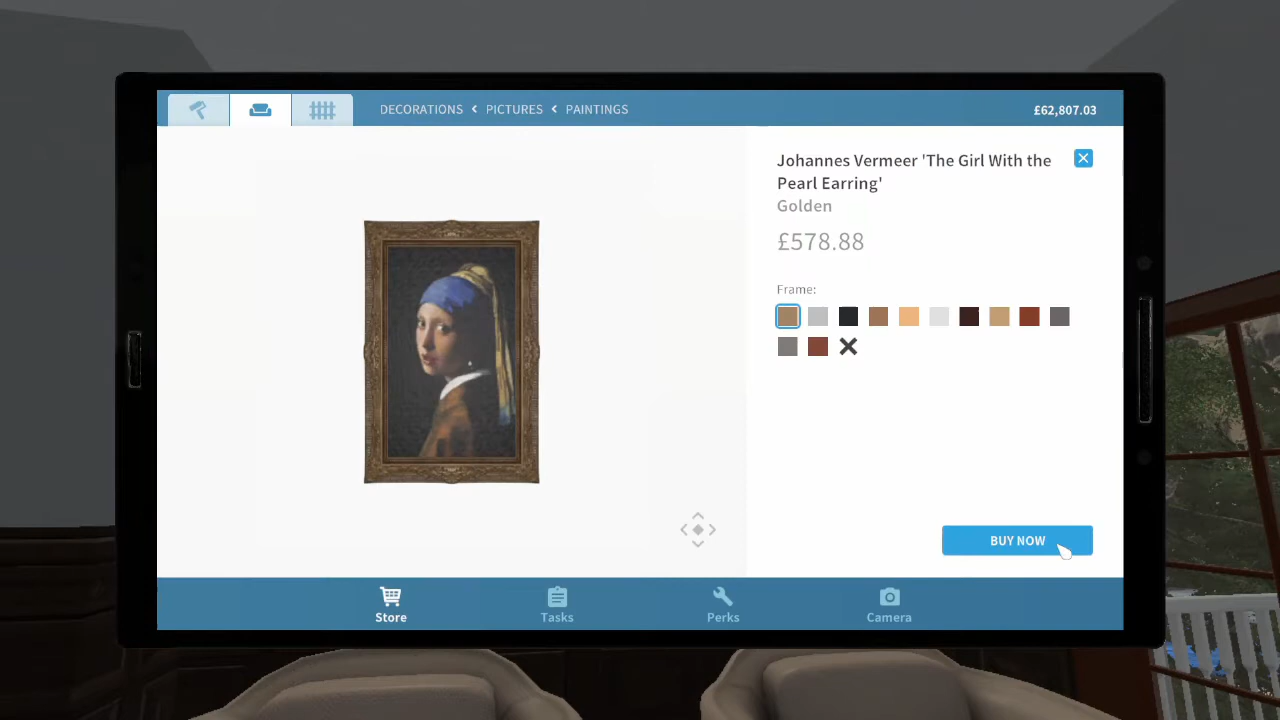 DECORATIONS < PICTURES < PAINTINGS
£62,807.03
Johannes Vermeer 'The Girl With the
Pearl Earring'
Golden
£578.88
Frame:
BUY NOW
Store
Tasks
Perks
Camera